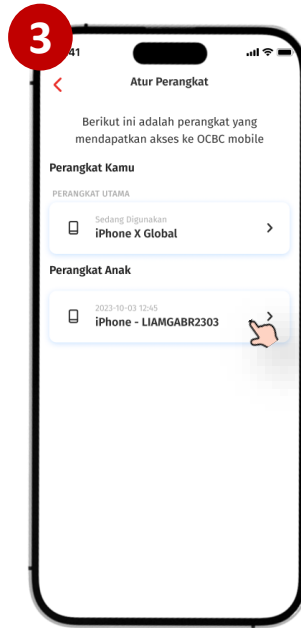 3
41
Atur Perangkat
Berikut ini adalah perangkat yang
mendapatkan akses ke OCBC mobile
Perangkat Kamu
PERANGKAT UTAMA
Sedang Digunakan
iPhone X Global
Perangkat Anak
2023-10-03 12:45
iPhone - LIAMGABR2303